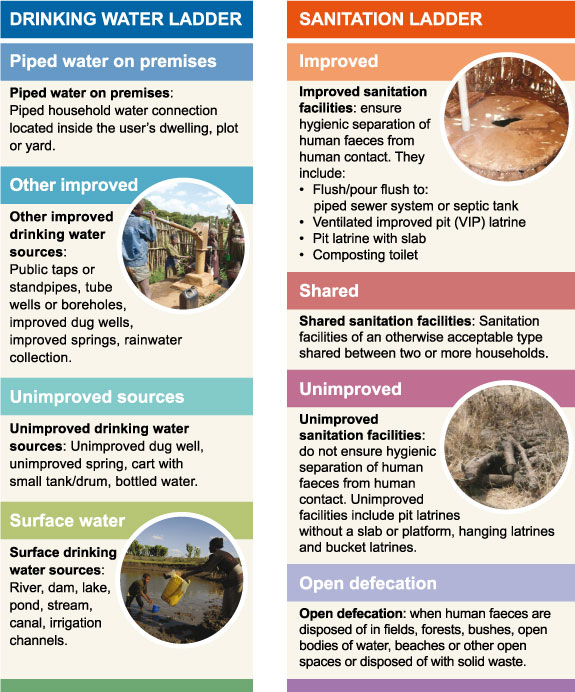 DRINKING WATER LADDER
Piped water on premises
Piped water on premises:
Piped household water connection
located inside the user’s dwelling, plot
or yard.
Other improved
Other improved
drinking water
sources:
Public taps or
standpipes, tube
wells or boreholes,
improved dug wells,
improved springs, rainwater
collection.
Unimproved sources
Unimproved drinking water
sources: Unimproved dug well,
unimproved spring, cart with
small tank/drum, bottled water.
Surface water
Surface drinking
water sources:
River, dam, lake,
pond, stream,
canal, irrigation
channels.
SANITATION LADDER
Improved
Improved sanitation
facilities: ensure
hygienic separation of
human faeces from
human contact. They
include:
• Flush/pour flush to:
piped sewer system or septic tank
• Ventilated improved pit (VIP) latrine
• Pit latrine with slab
• Composting toilet
Shared
Shared sanitation facilities: Sanitation
facilities of an otherwise acceptable type
shared between two or more households.
Unimproved
Unimproved
sanitation facilities:
do not ensure hygienic
separation of human
faeces from human
contact. Unimproved
facilities include pit latrines
without a slab or platform, hanging latrines
and bucket latrines.
Open defecation
Open defecation: when human faeces are
disposed of in fields, forests, bushes, open
bodies of water, beaches or other open
spaces or disposed of with solid waste.